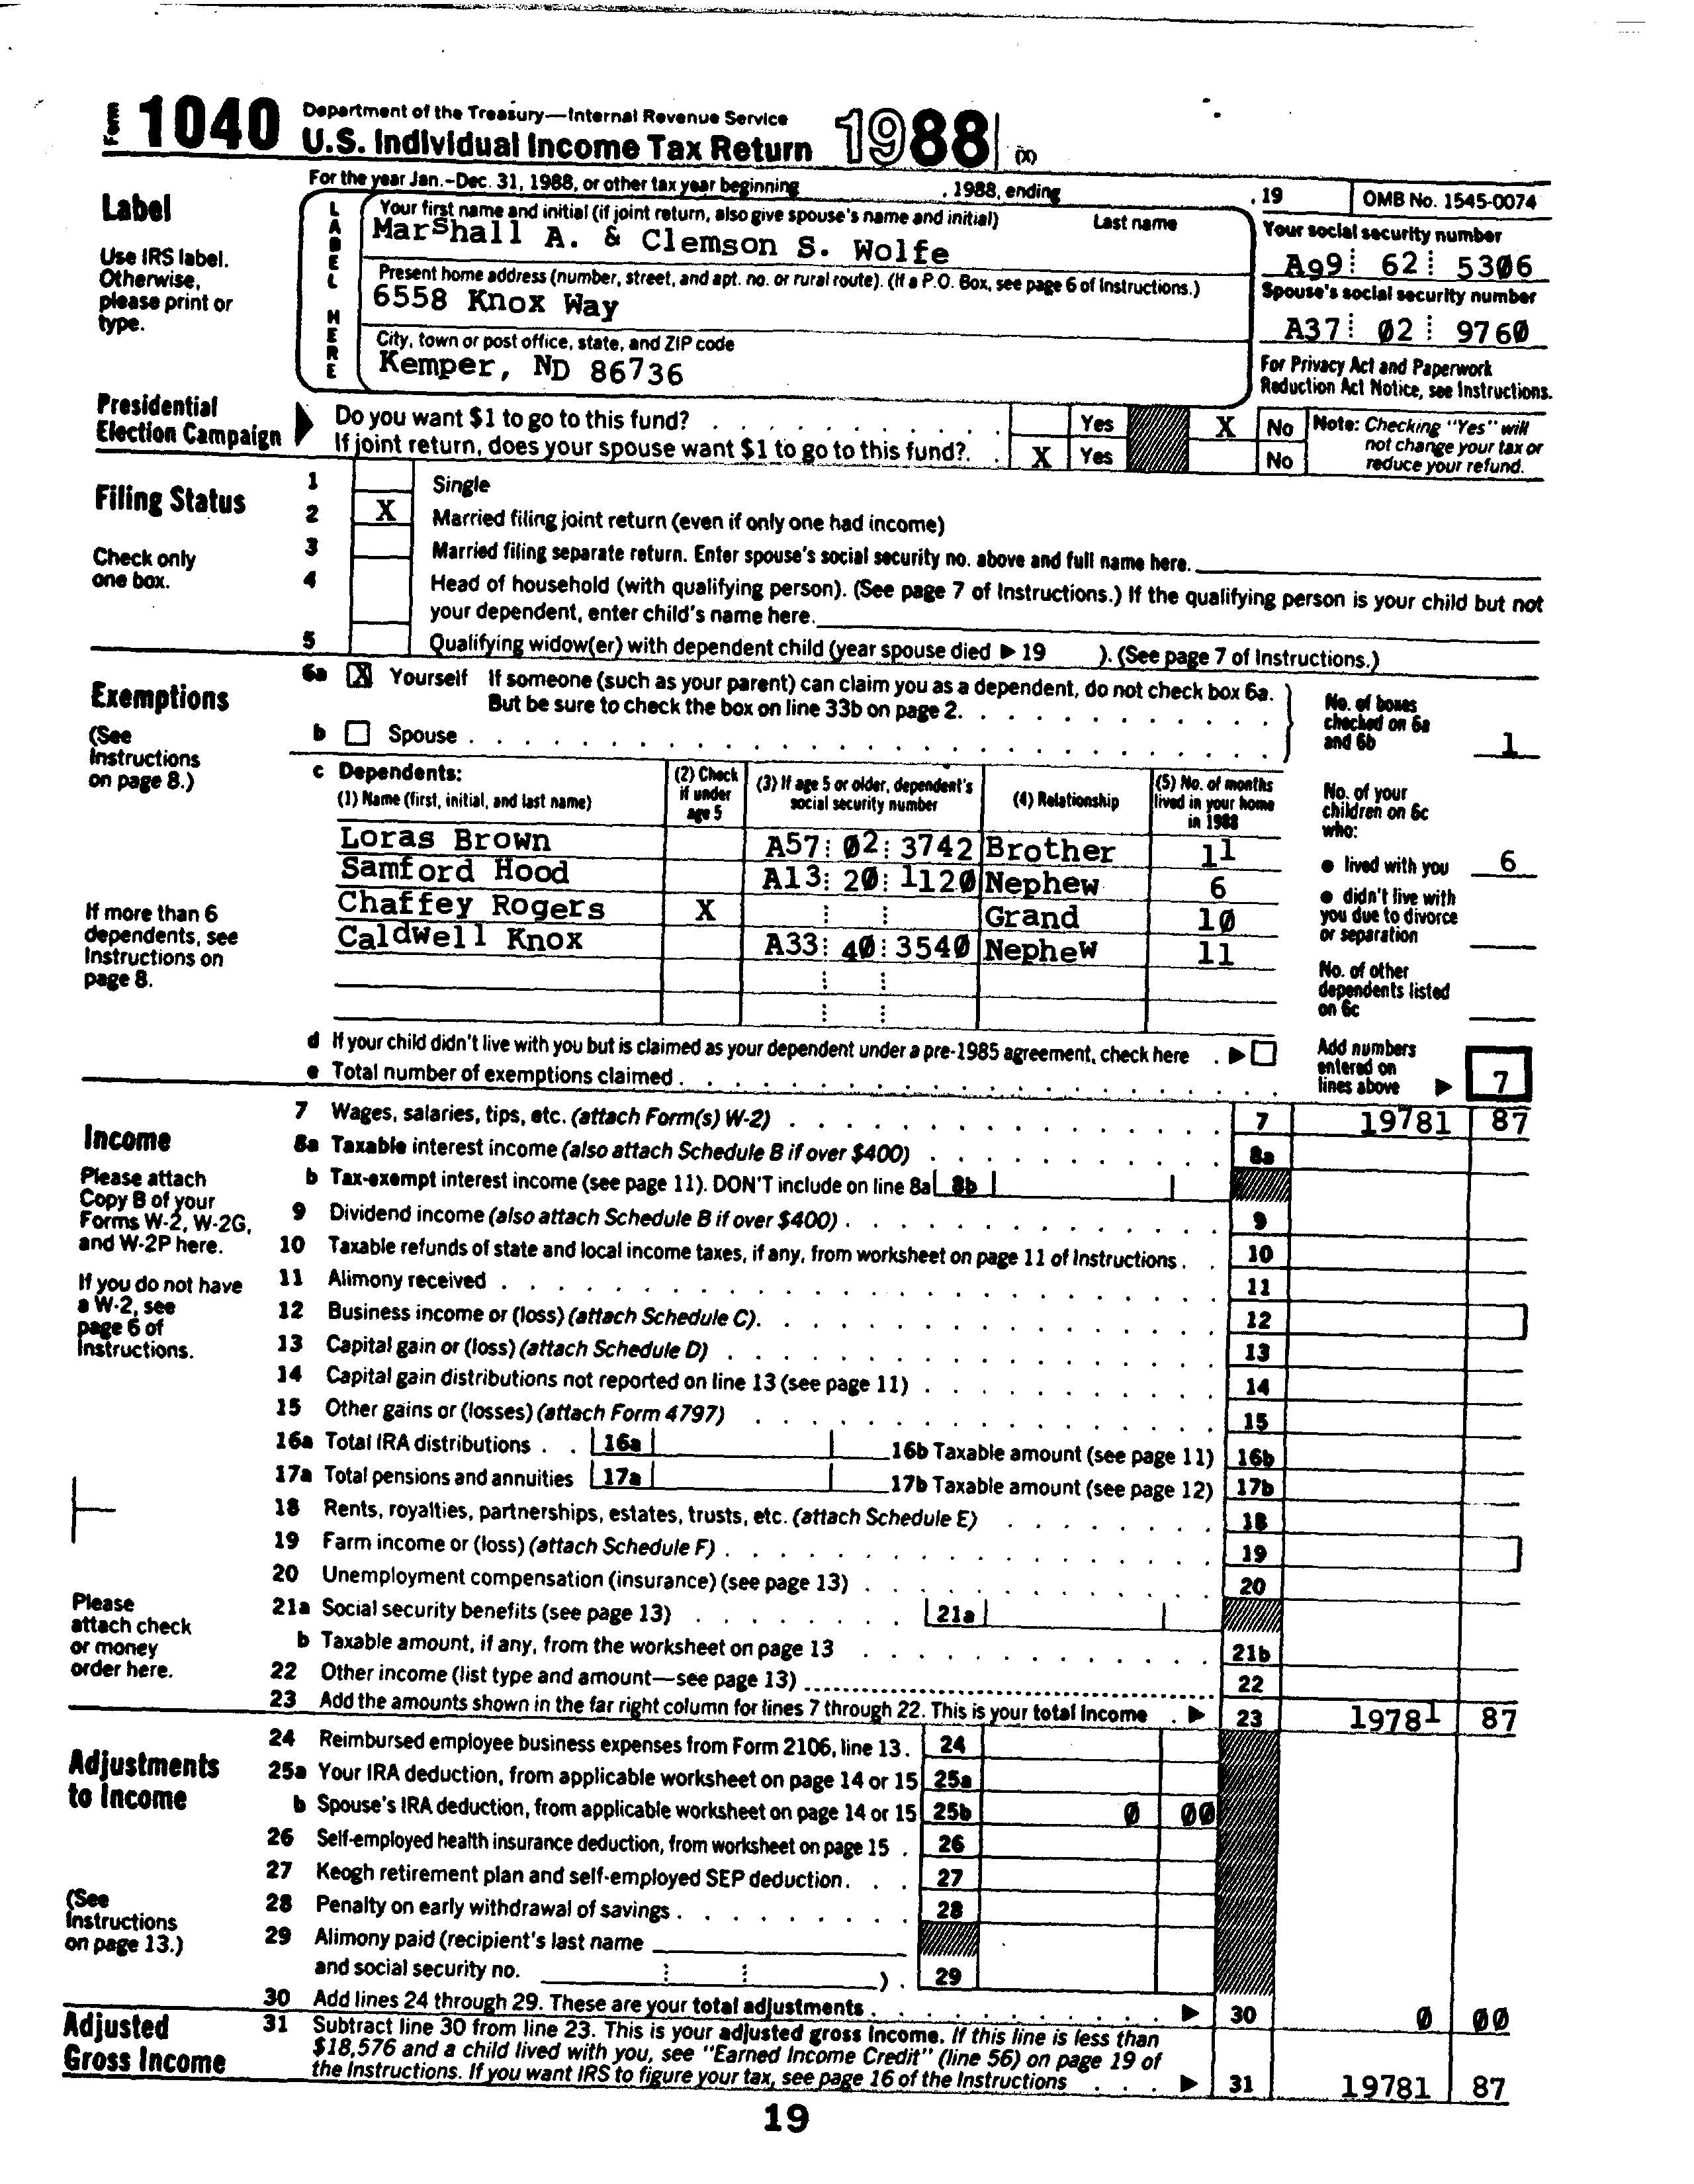 Form 1040 Department of the Treasury—Internal Revenue Service
U.S. Individual Income Tax Return 1988 (X)
For the year Jan.-Dec. 31, 1988, or other tax year beginning , 1988, ending , 19 OMB No. 1545-0074
Label
Use IRS label.
Otherwise,
please print or
type.
LABEL HERE
Your first name and initial (if joint return, also give spouse's name and initial) Last name
Marshall A. & Clemson S. Wolfe
Your social security number
A99 62 5306
Present home address (number, street, and apt. no. or rural route). (If a P.O. Box, see page 6 of Instructions.)
6558 Knox Way
Spouse's social security number
A37 02 9760
City, town or post office, state, and ZIP code
Kemper, ND 86736
For Privacy Act and Paperwork
Reduction Act Notice, see Instructions.
Presidential
Election Campaign
Do you want $1 to go to this fund? Yes X No
If joint return, does your spouse want $1 to go to this fund?. X Yes No
Note: Checking "Yes" will
not change your tax or
reduce your refund.
Filing Status
Check only
one box.
1 Single
2 X Married filing joint return (even if only one had income)
3 Married filing separate return. Enter spouse's social security no. above and full name here.
4 Head of household (with qualifying person). (See page 7 of Instructions.) If the qualifying person is your child but not
your dependent, enter child's name here.
5 Qualifying widow(er) with dependent child (year spouse died ▶ 19 ). (See page 7 of Instructions.)
Exemptions
(See
Instructions
on page 8.)
6a X Yourself If someone (such as your parent) can claim you as a dependent, do not check box 6a.
But be sure to check the box on line 33b on page 2.
b Spouse
No. of boxes
checked on 6a
and 6b 1
c Dependents:
(1) Name (first, initial, and last name)
(2) Check
if under
age 5
(3) If age 5 or older, dependent's
social security number
(4) Relationship
(5) No. of months
lived in your home
in 1988
Loras Brown A57 02 3742 Brother 11
Samford Hood A13 20 1120 Nephew 6
Chaffey Rogers X Grand 10
Caldwell Knox A33 40 3540 Nephew 11
If more than 6
dependents, see
Instructions on
page 8.
No. of your
children on 6c
who:
● lived with you 6
● didn't live with
you due to divorce
or separation
No. of other
dependents listed
on 6c
d If your child didn't live with you but is claimed as your dependent under a pre-1985 agreement, check here ▶
e Total number of exemptions claimed
Add numbers
entered on
lines above ▶ 7
Income
Please attach
Copy B of your
Forms W-2, W-2G,
and W-2P here.
If you do not have
a W-2, see
page 6 of
Instructions.
Please
attach check
or money
order here.
7 Wages, salaries, tips, etc. (attach Form(s) W-2) 7 19781 87
8a Taxable interest income (also attach Schedule B if over $400) 8a
b Tax-exempt interest income (see page 11). DON'T include on line 8a 8b
9 Dividend income (also attach Schedule B if over $400) 9
10 Taxable refunds of state and local income taxes, if any, from worksheet on page 11 of Instructions 10
11 Alimony received 11
12 Business income or (loss) (attach Schedule C) 12
13 Capital gain or (loss) (attach Schedule D) 13
14 Capital gain distributions not reported on line 13 (see page 11) 14
15 Other gains or (losses) (attach Form 4797) 15
16a Total IRA distributions 16a 16b Taxable amount (see page 11) 16b
17a Total pensions and annuities 17a 17b Taxable amount (see page 12) 17b
18 Rents, royalties, partnerships, estates, trusts, etc. (attach Schedule E) 18
19 Farm income or (loss) (attach Schedule F) 19
20 Unemployment compensation (insurance) (see page 13) 20
21a Social security benefits (see page 13) 21a
b Taxable amount, if any, from the worksheet on page 13 21b
22 Other income (list type and amount—see page 13) 22
23 Add the amounts shown in the far right column for lines 7 through 22. This is your total income ▶ 23 19781 87
Adjustments
to Income
(See
Instructions
on page 13.)
24 Reimbursed employee business expenses from Form 2106, line 13. 24
25a Your IRA deduction, from applicable worksheet on page 14 or 15 25a
b Spouse's IRA deduction, from applicable worksheet on page 14 or 15 25b 0 00
26 Self-employed health insurance deduction, from worksheet on page 15 26
27 Keogh retirement plan and self-employed SEP deduction 27
28 Penalty on early withdrawal of savings 28
29 Alimony paid (recipient's last name
and social security no. ) 29
30 Add lines 24 through 29. These are your total adjustments ▶ 30 0 00
Adjusted
Gross Income
31 Subtract line 30 from line 23. This is your adjusted gross income. If this line is less than
$18,576 and a child lived with you, see "Earned Income Credit" (line 56) on page 19 of
the Instructions. If you want IRS to figure your tax, see page 16 of the Instructions ▶ 31 19781 87
19